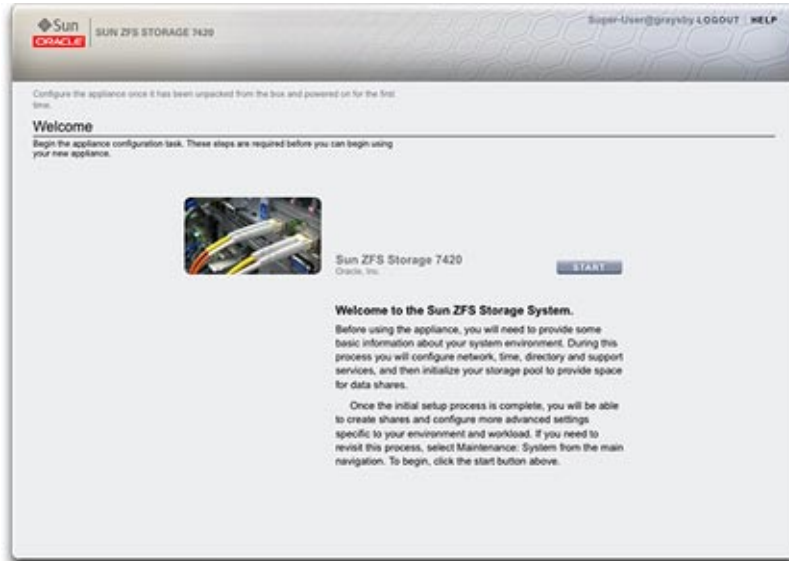 Sun
ORACLE
SUN ZFS STORAGE 7420
Super-User@graysby LOGOUT HELP
Configure the appliance once it has been unpacked from the box and powered on for the first
time.
Welcome
Begin the appliance configuration task. These steps are required before you can begin using
your new appliance.
Sun ZFS Storage 7420
Oracle, Inc.
START
Welcome to the Sun ZFS Storage System.
Before using the appliance, you will need to provide some
basic information about your system environment. During this
process you will configure network, time, directory and support
services, and then initialize your storage pool to provide space
for data shares.
Once the initial setup process is complete, you will be able
to create shares and configure more advanced settings
specific to your environment and workload. If you need to
revisit this process, select Maintenance: System from the main
navigation. To begin, click the start button above.